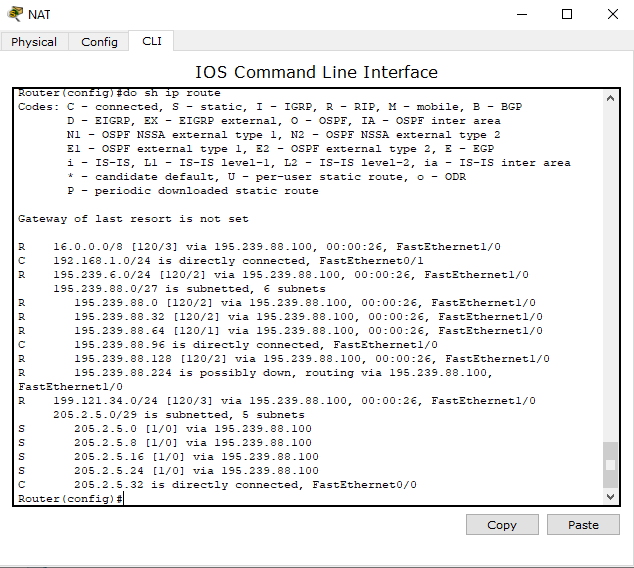 NAT
Physical Config CLI
IOS Command Line Interface
Router(config)#do sh ip route
Codes: C - connected, S - static, I - IGRP, R - RIP, M - mobile, B - BGP
       D - EIGRP, EX - EIGRP external, O - OSPF, IA - OSPF inter area
       N1 - OSPF NSSA external type 1, N2 - OSPF NSSA external type 2
       E1 - OSPF external type 1, E2 - OSPF external type 2, E - EGP
       i - IS-IS, L1 - IS-IS level-1, L2 - IS-IS level-2, ia - IS-IS inter area
       * - candidate default, U - per-user static route, o - ODR
       P - periodic downloaded static route
Gateway of last resort is not set
R    16.0.0.0/8 [120/3] via 195.239.88.100, 00:00:26, FastEthernet1/0
C    192.168.1.0/24 is directly connected, FastEthernet0/1
R    195.239.6.0/24 [120/2] via 195.239.88.100, 00:00:26, FastEthernet1/0
     195.239.88.0/27 is subnetted, 6 subnets
R       195.239.88.0 [120/2] via 195.239.88.100, 00:00:26, FastEthernet1/0
R       195.239.88.32 [120/2] via 195.239.88.100, 00:00:26, FastEthernet1/0
R       195.239.88.64 [120/1] via 195.239.88.100, 00:00:26, FastEthernet1/0
C       195.239.88.96 is directly connected, FastEthernet1/0
R       195.239.88.128 [120/2] via 195.239.88.100, 00:00:26, FastEthernet1/0
R       195.239.88.224 is possibly down, routing via 195.239.88.100,
FastEthernet1/0
R    199.121.34.0/24 [120/3] via 195.239.88.100, 00:00:26, FastEthernet1/0
     205.2.5.0/29 is subnetted, 5 subnets
S       205.2.5.0 [1/0] via 195.239.88.100
S       205.2.5.8 [1/0] via 195.239.88.100
S       205.2.5.16 [1/0] via 195.239.88.100
S       205.2.5.24 [1/0] via 195.239.88.100
C       205.2.5.32 is directly connected, FastEthernet0/0
Router(config)#
Copy Paste